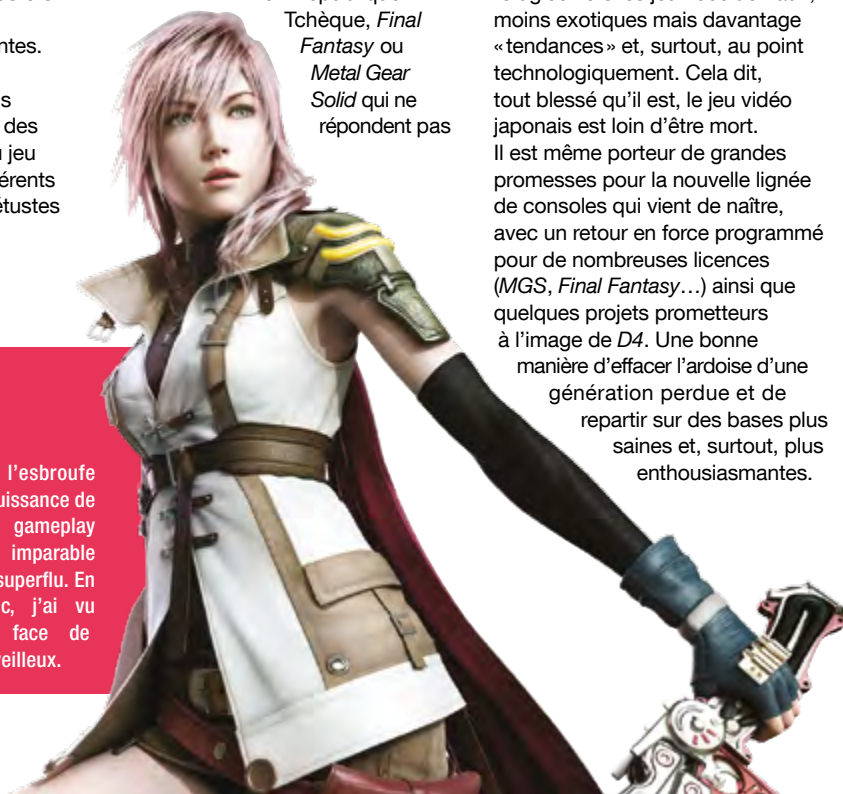 ntes.
s
des
u jeu
érents
étustes
Tchèque, Final
Fantasy ou
Metal Gear
Solid qui ne
répondent pas
moins exotiques mais davantage
«tendances» et, surtout, au point
technologiquement. Cela dit,
tout blessé qu’il est, le jeu vidéo
japonais est loin d’être mort.
Il est même porteur de grandes
promesses pour la nouvelle lignée
de consoles qui vient de naître,
avec un retour en force programmé
pour de nombreuses licences
(MGS, Final Fantasy…) ainsi que
quelques projets prometteurs
à l’image de D4. Une bonne
manière d’effacer l’ardoise d’une
génération perdue et de
repartir sur des bases plus
saines et, surtout, plus
enthousiasmantes.
l’esbroufe
uissance de
gameplay
imparable
superflu. En
c, j’ai vu
face de
veilleux.